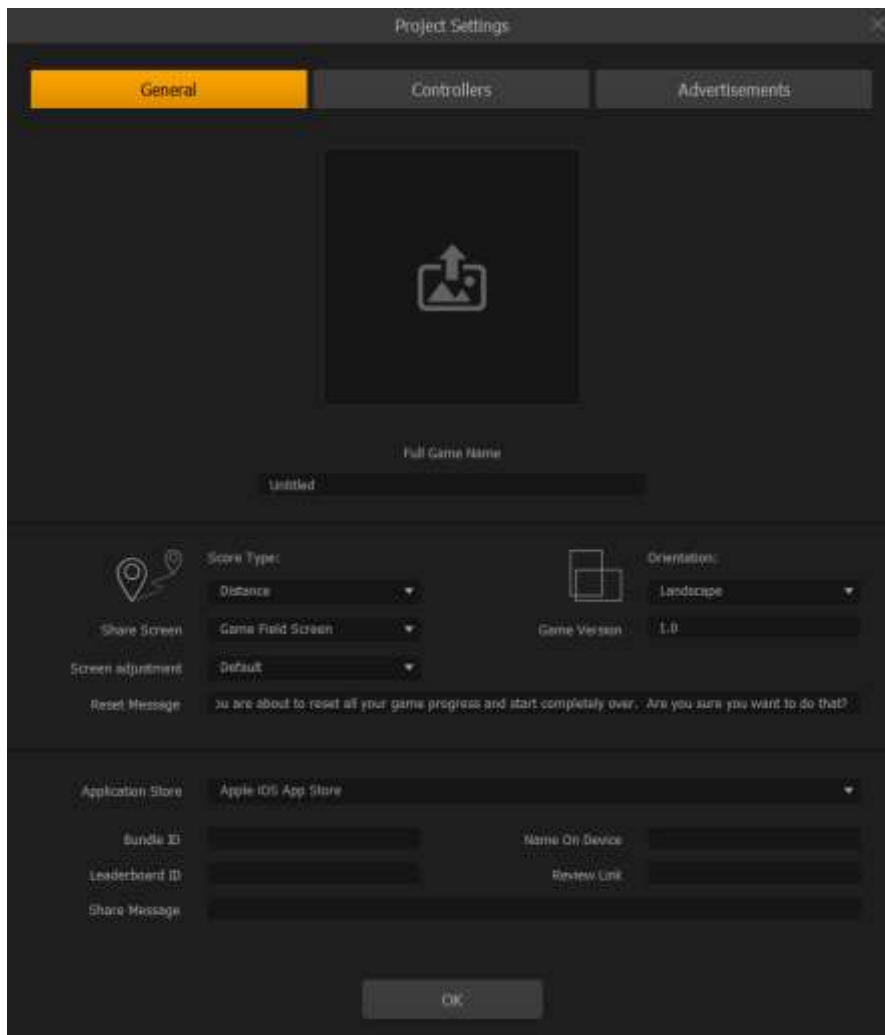 Project Settings
General Controllers Advertisements
Full Game Name
Untitled
Score Type: Orientation:
Distance Landscape
Share Screen Game Field Screen Game Version 1.0
Screen adjustment Default
Reset Message ou are about to reset all your game progress and start completely over. Are you sure you want to do that?
Application Store Apple iOS App Store
Bundle ID Name On Device
Leaderboard ID Review Link
Share Message
OK